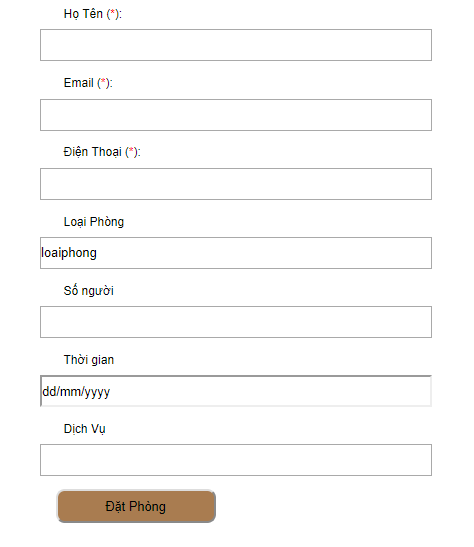 Họ Tên (*):
Email (*):
Điện Thoại (*):
Loại Phòng
loaiphong
Số người
Thời gian
dd/mm/yyyy
Dịch Vụ
Đặt Phòng